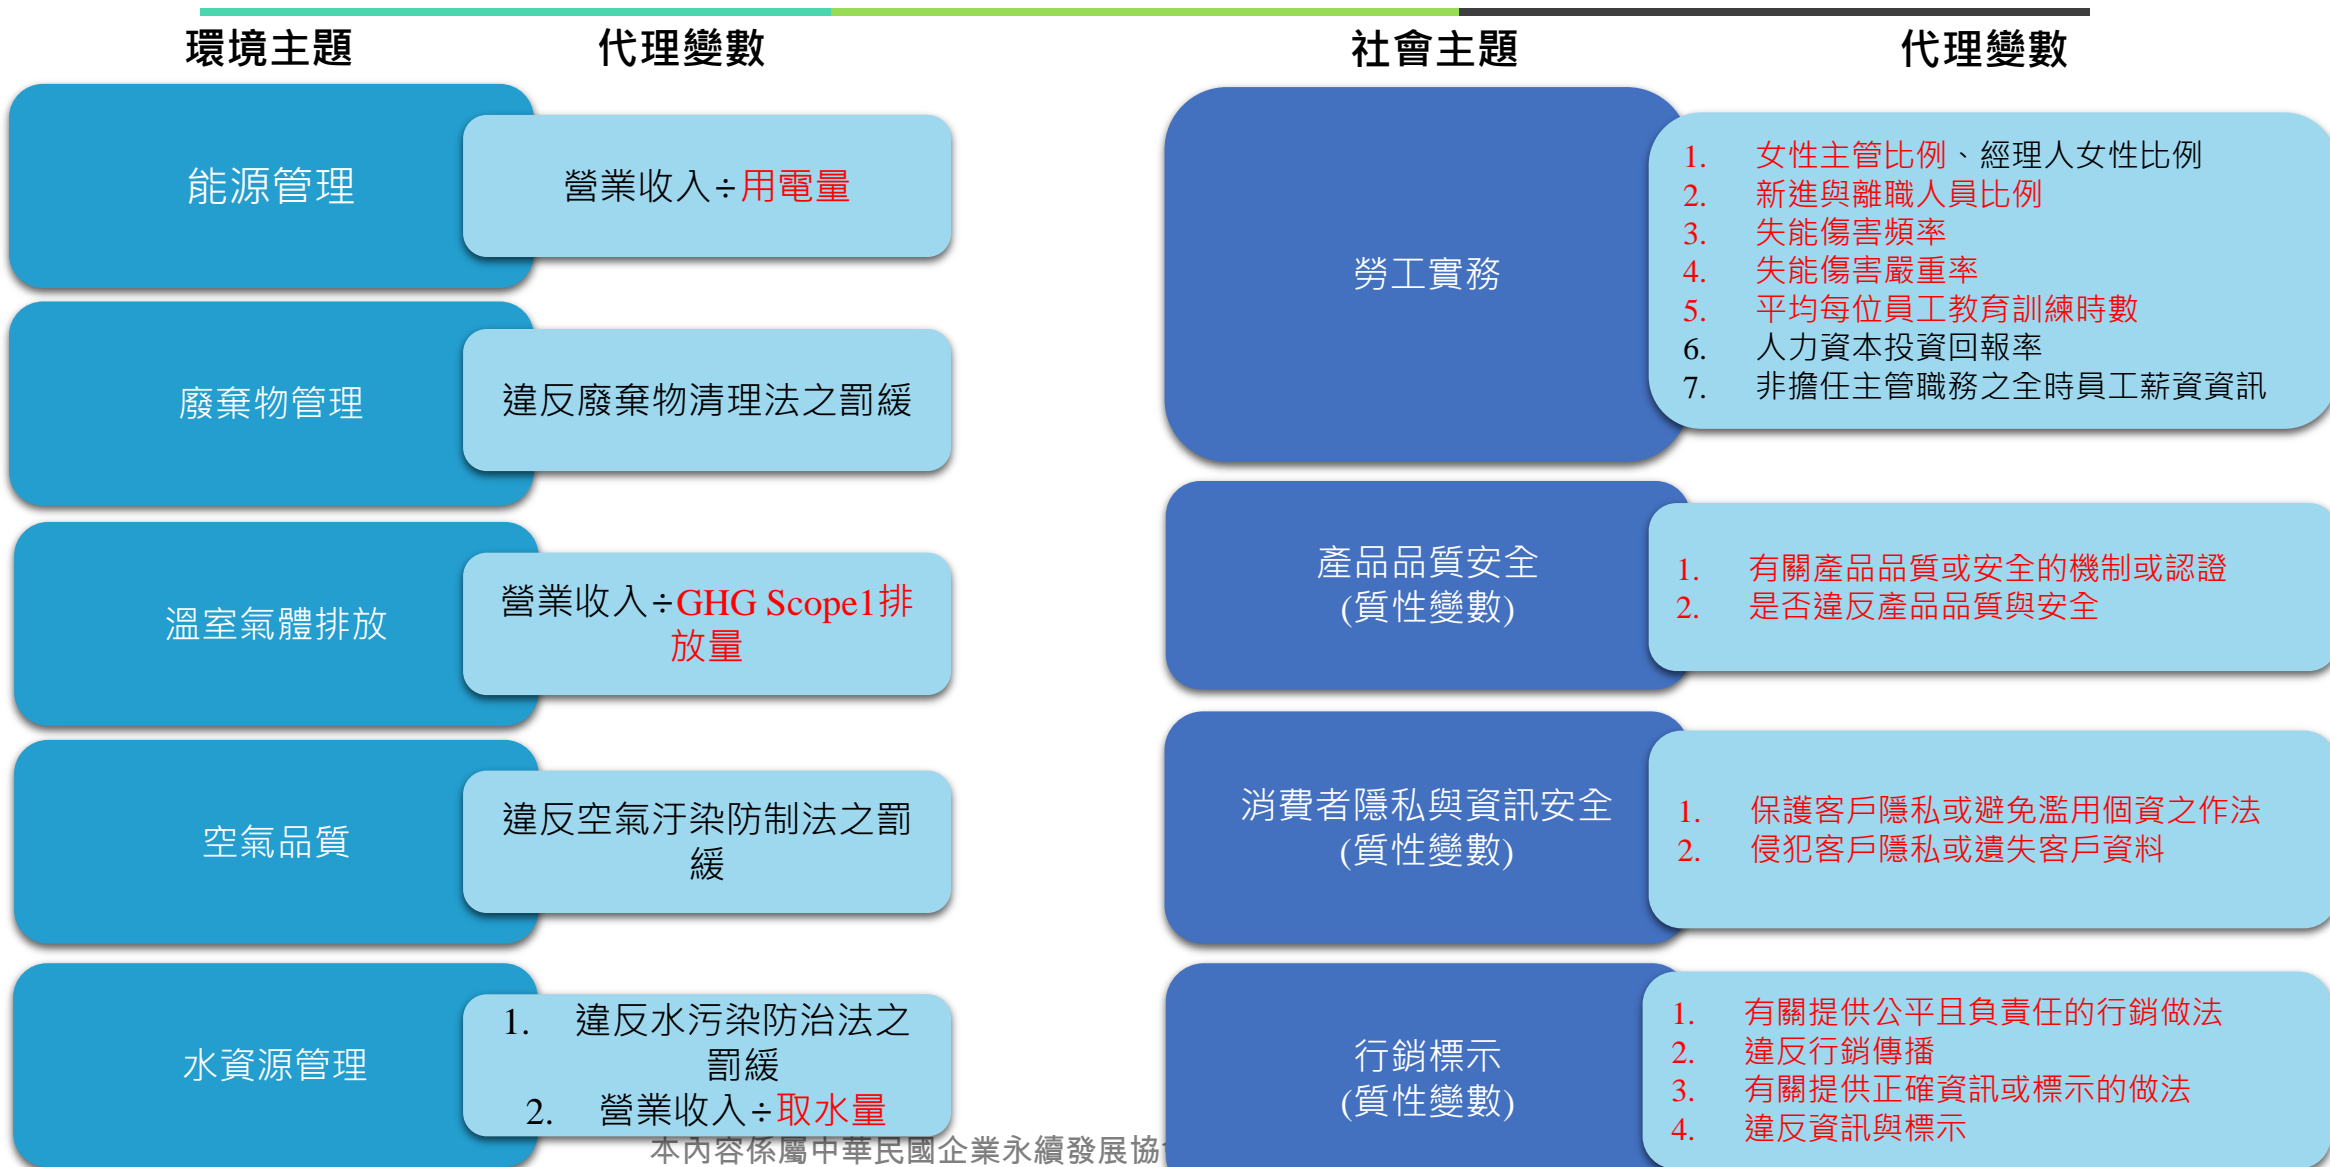 環境主題
代理變數
能源管理
營業收入÷用電量
廢棄物管理
違反廢棄物清理法之罰緩
溫室氣體排放
營業收入÷GHG Scope1排
放量
空氣品質
違反空氣汙染防制法之罰
緩
水資源管理
1. 違反水污染防治法之
罰緩
2. 營業收入÷取水量
社會主題
代理變數
勞工實務
1. 女性主管比例、經理人女性比例
2. 新進與離職人員比例
3. 失能傷害頻率
4. 失能傷害嚴重率
5. 平均每位員工教育訓練時數
6. 人力資本投資回報率
7. 非擔任主管職務之全時員工薪資資訊
產品品質安全
(質性變數)
1. 有關產品品質或安全的機制或認證
2. 是否違反產品品質與安全
消費者隱私與資訊安全
(質性變數)
1. 保護客戶隱私或避免濫用個資之作法
2. 侵犯客戶隱私或遺失客戶資料
行銷標示
(質性變數)
1. 有關提供公平且負責任的行銷做法
2. 違反行銷傳播
3. 有關提供正確資訊或標示的做法
4. 違反資訊與標示
本內容係屬中華民國企業永續發展協